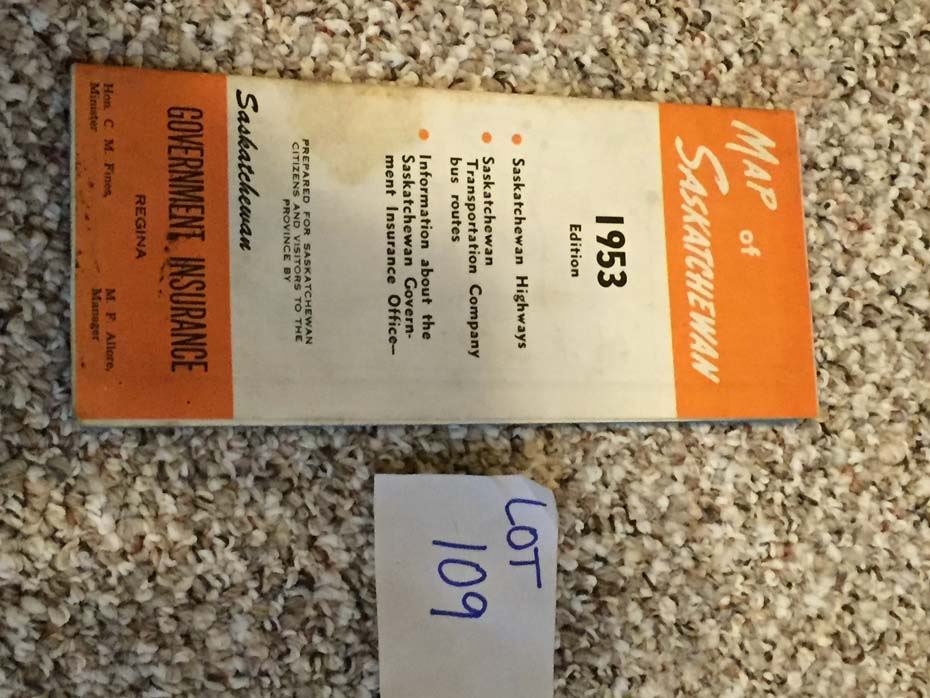 MAP
of
SASKATCHEWAN
1953
Edition
• Saskatchewan Highways
• Saskatchewan
Transportation Company
bus routes
• Information about the
Saskatchewan Govern-
ment Insurance Office—
PREPARED FOR SASKATCHEWAN
CITIZENS AND VISITORS TO THE
PROVINCE BY
Saskatchewan
GOVERNMENT INSURANCE
REGINA
Hon. C. M. Fines,
Minister
M. F. Allore,
Manager
LOT
109